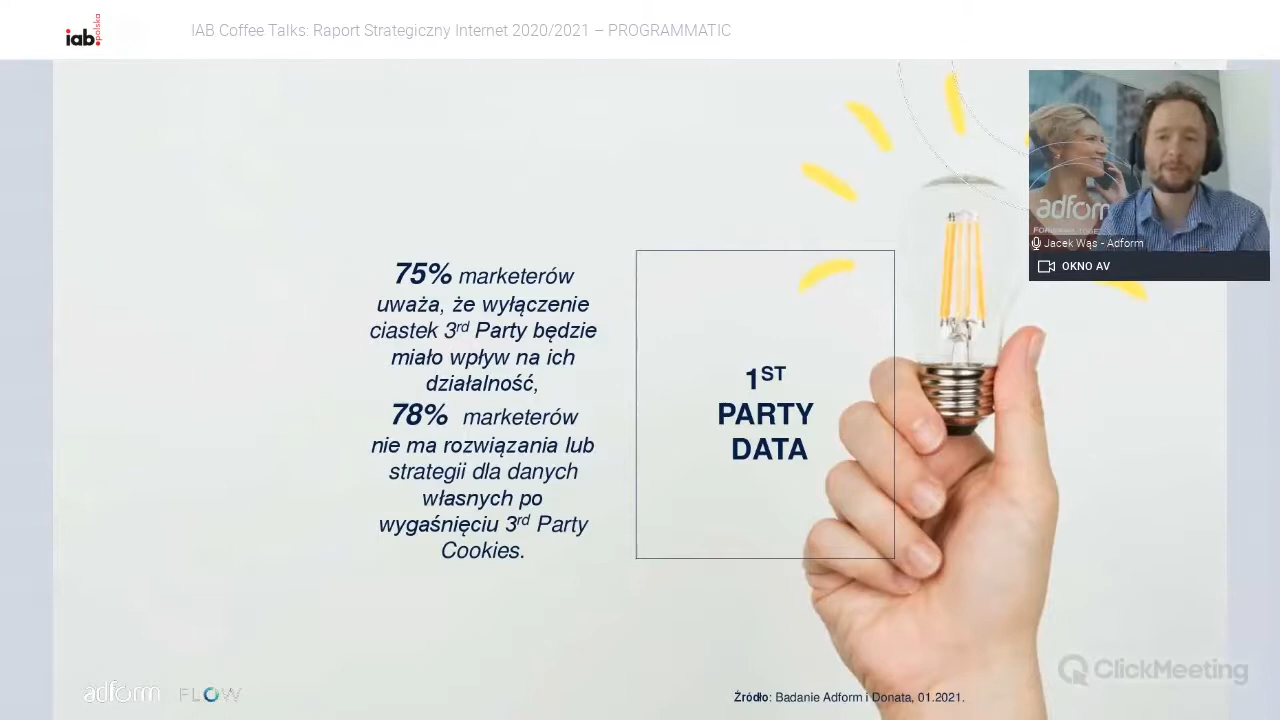 iab:
polska
IAB Coffee Talks: Raport Strategiczny Internet 2020/2021 – PROGRAMMATIC
75% marketerów
uważa, że wyłączenie
ciastek 3rd Party będzie
miało wpływ na ich
działalność,
78% marketerów
nie ma rozwiązania lub
strategii dla danych
własnych po
wygaśnięciu 3rd Party
Cookies.
1ST
PARTY
DATA
adform
Jacek Wąs - Adform
OKNO AV
ClickMeeting
adform FLOW
Źródło: Badanie Adform i Donata, 01.2021.